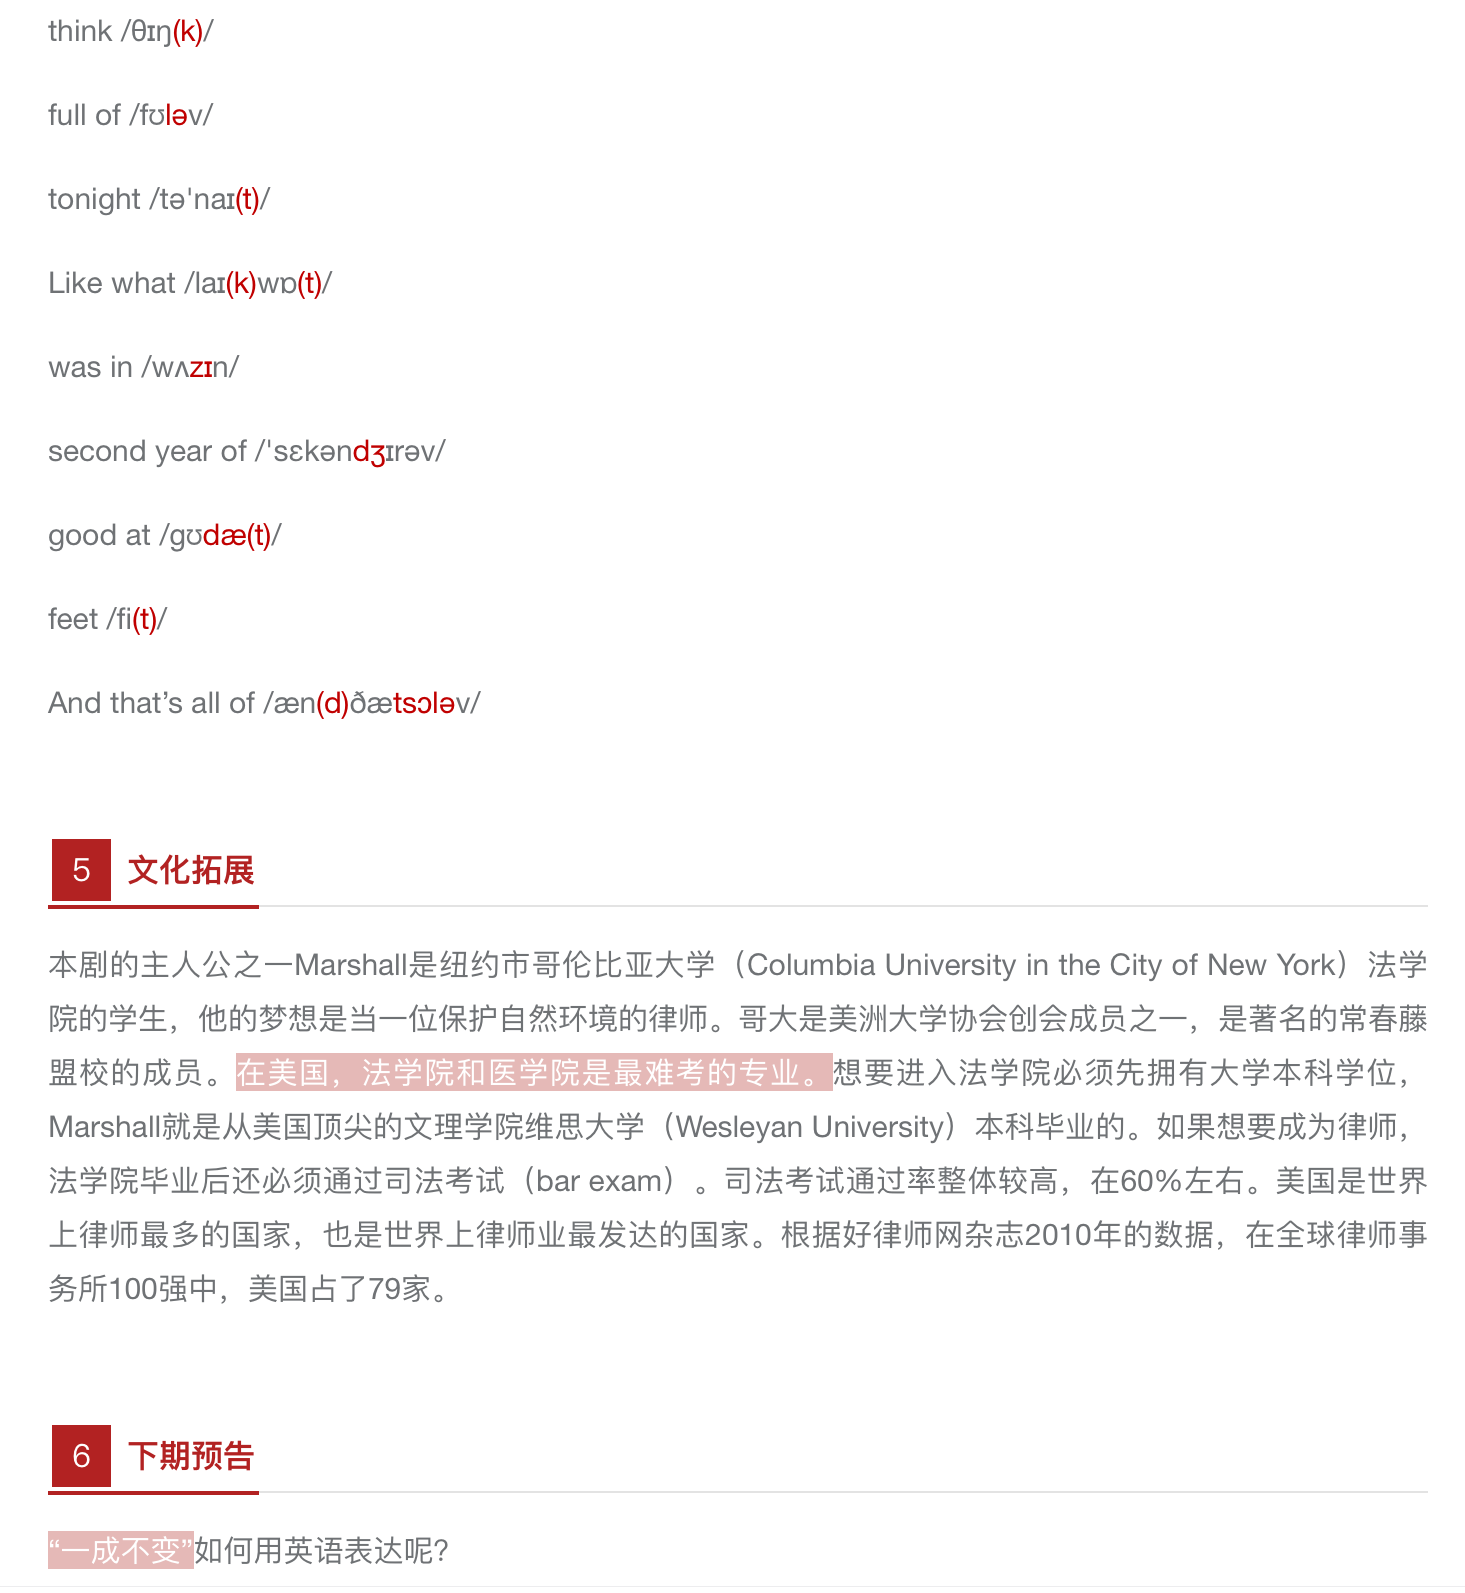 think /θɪŋ(k)/
full of /fʊləv/
tonight /tə'naɪ(t)/
Like what /laɪ(k)wɒ(t)/
was in /wʌzɪn/
second year of /'sɛkəndʒɪrəv/
good at /gʊdæ(t)/
feet /fi(t)/
And that’s all of /æn(d)ðætsɔləv/
5 文化拓展
本剧的主人公之一Marshall是纽约市哥伦比亚大学（Columbia University in the City of New York）法学
院的学生，他的梦想是当一位保护自然环境的律师。哥大是美洲大学协会创会成员之一，是著名的常春藤
盟校的成员。在美国，法学院和医学院是最难考的专业。想要进入法学院必须先拥有大学本科学位，
Marshall就是从美国顶尖的文理学院维思大学（Wesleyan University）本科毕业的。如果想要成为律师，
法学院毕业后还必须通过司法考试（bar exam）。司法考试通过率整体较高，在60%左右。美国是世界
上律师最多的国家，也是世界上律师业最发达的国家。根据好律师网杂志2010年的数据，在全球律师事
务所100强中，美国占了79家。
6 下期预告
“一成不变”如何用英语表达呢?